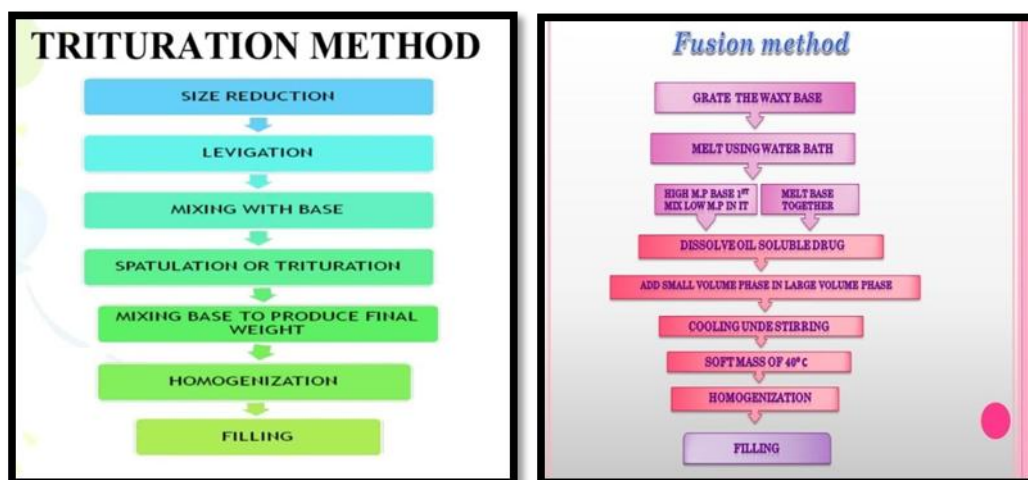 TRITURATION METHOD
SIZE REDUCTION
LEVIGATION
MIXING WITH BASE
SPATULATION OR TRITURATION
MIXING BASE TO PRODUCE FINAL
WEIGHT
HOMOGENIZATION
FILLING
Fusion method
GRATE THE WAXY BASE
MELT USING WATER BATH
HIGH M.P BASE 1ST
MIX LOW M.P IN IT
MELT BASE
TOGETHER
DISSOLVE OIL SOLUBLE DRUG
ADD SMALL VOLUME PHASE IN LARGE VOLUME PHASE
COOLING UNDE STIRRING
SOFT MASS OF 40° C
HOMOGENIZATION
FILLING